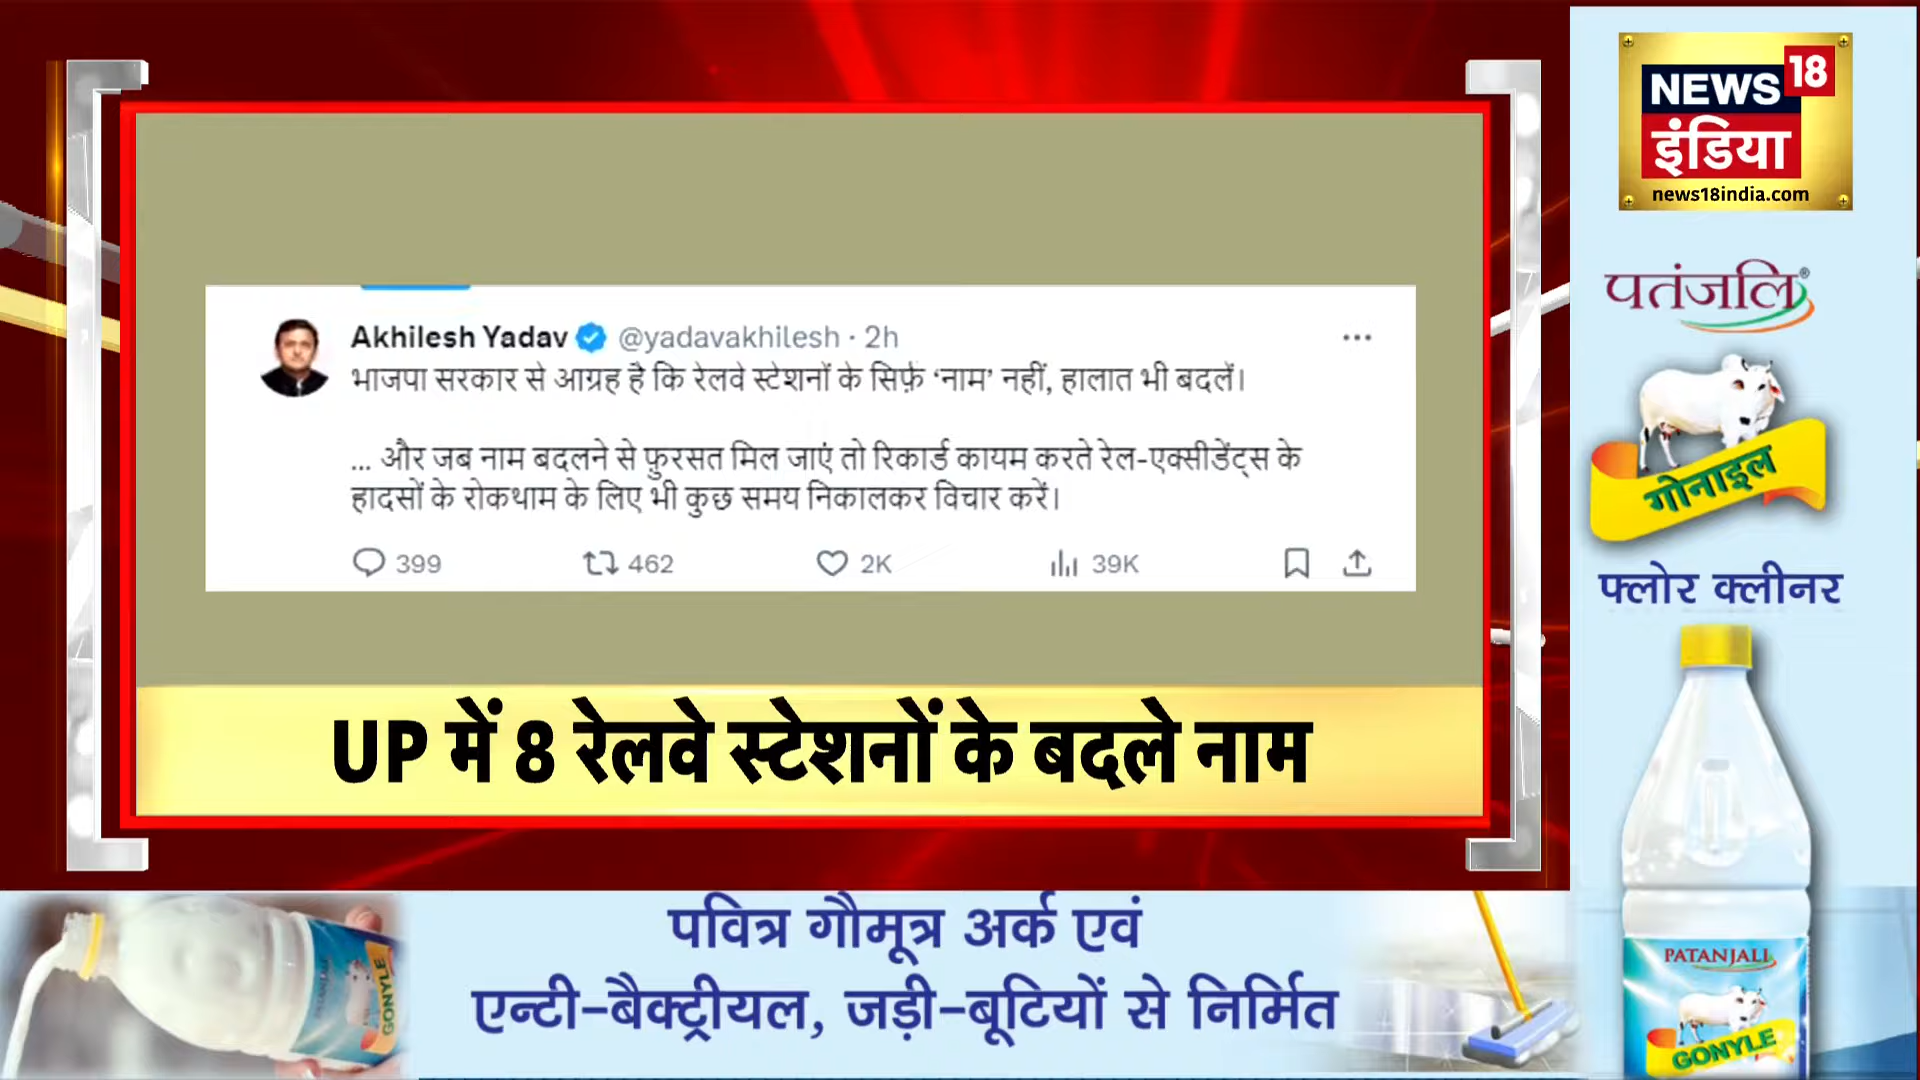 Akhilesh Yadav @yadavakhilesh · 2h
भाजपा सरकार से आग्रह है कि रेलवे स्टेशनों के सिर्फ़ ‘नाम’ नहीं, हालात भी बदलें।
... और जब नाम बदलने से फ़ुरसत मिल जाएं तो रिकार्ड कायम करते रेल-एक्सीडेंट्स के
हादसों के रोकथाम के लिए भी कुछ समय निकालकर विचार करें।
399 462 2K 39K
UP में 8 रेलवे स्टेशनों के बदले नाम
NEWS 18
इंडिया
news18india.com
पतंजलि®
गोनाइल
फ्लोर क्लीनर
PATANJALI
GONYLE
पवित्र गौमूत्र अर्क एवं
एन्टी-बैक्ट्रीयल, जड़ी-बूटियों से निर्मित
PATANJALI
GONYLE